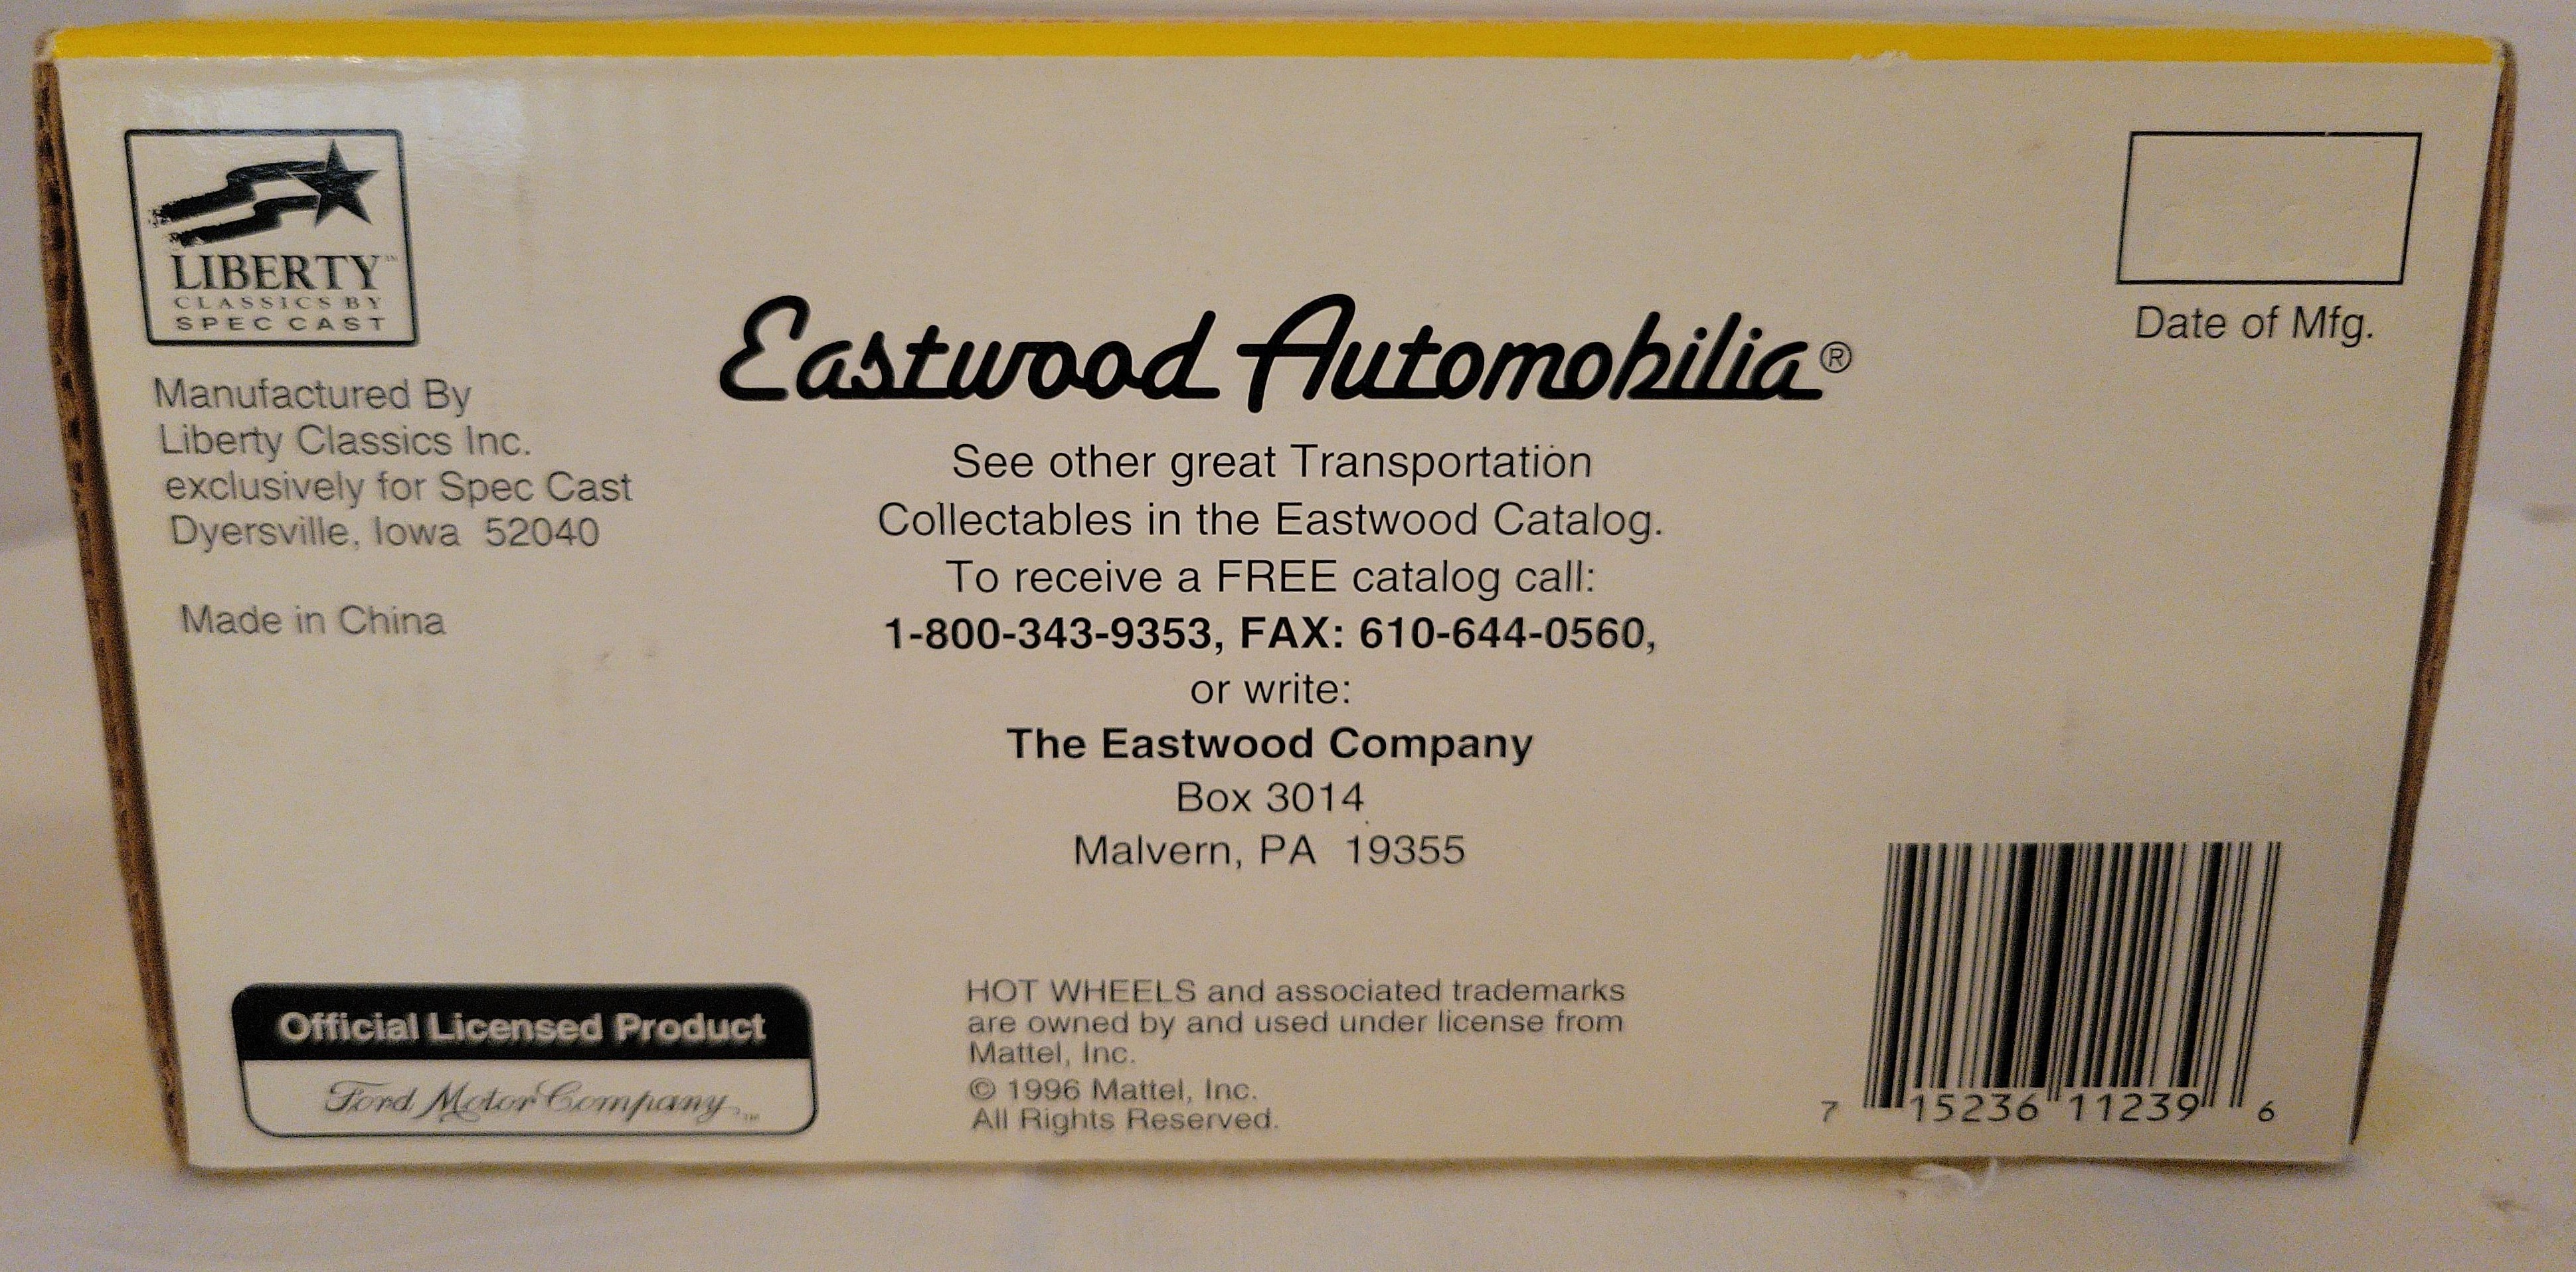 LIBERTY™
CLASSICS BY
SPEC CAST
Manufactured By
Liberty Classics Inc.
exclusively for Spec Cast
Dyersville, Iowa 52040
Made in China
Eastwood Automobilia®
See other great Transportation
Collectables in the Eastwood Catalog.
To receive a FREE catalog call:
1-800-343-9353, FAX: 610-644-0560,
or write:
The Eastwood Company
Box 3014
Malvern, PA 19355
Date of Mfg.
Official Licensed Product
Ford Motor Company™
HOT WHEELS and associated trademarks
are owned by and used under license from
Mattel, Inc.
© 1996 Mattel, Inc.
All Rights Reserved.
7 15236 11239 6